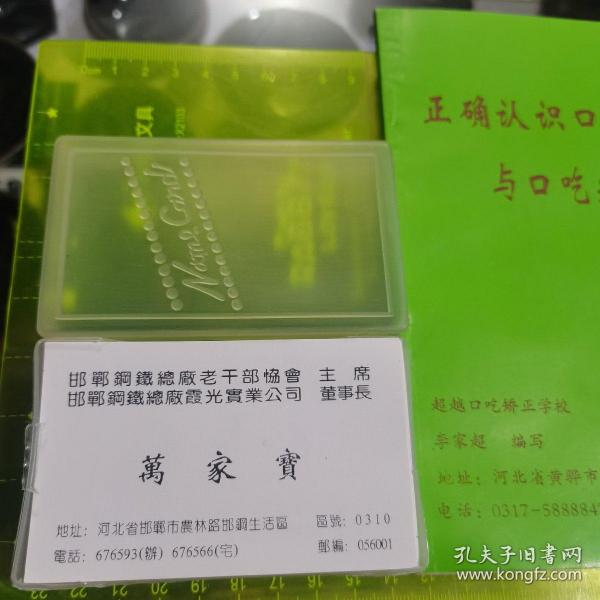 文具
Name Cards
邯鄲鋼鐵總廠老干部協會 主席
邯鄲鋼鐵總廠霞光實業公司 董事長
萬家寶
地址: 河北省邯鄲市農林路邯鋼生活區 區號: 0310
電話: 676593(辦) 676566(宅) 郵編: 056001
正确认识口
与口吃
超越口吃矫正学校
李家超 编写
地址: 河北省黄骅市
电话: 0317-588884
孔夫子旧书网
www.kongfz.com